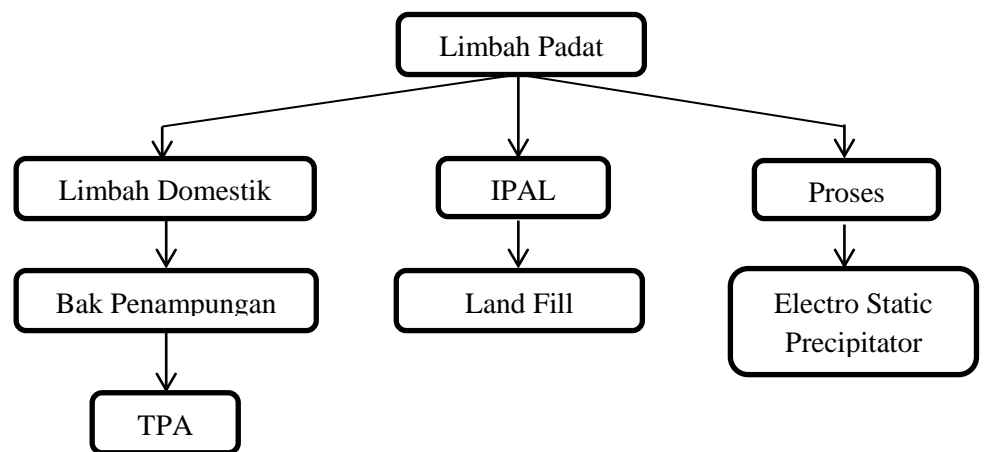 Limbah Padat
Limbah Domestik
IPAL
Proses
Bak Penampungan
Land Fill
Electro Static
Precipitator
TPA